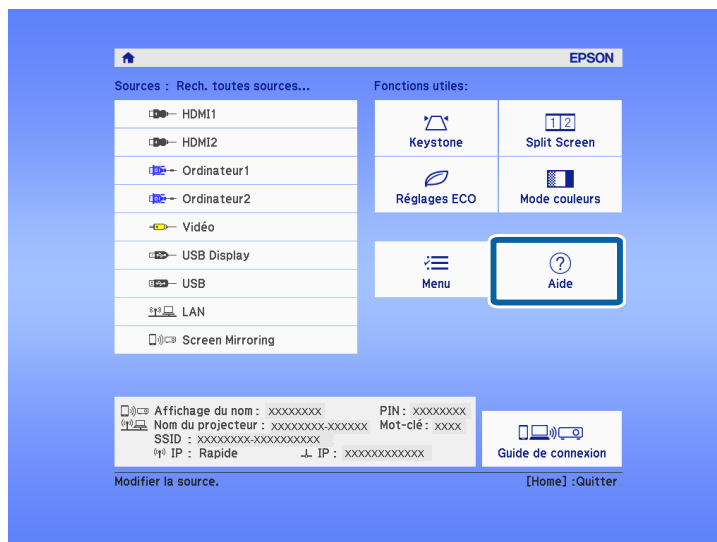 EPSON
Sources : Rech. toutes sources...
Fonctions utiles:
HDMI1
HDMI2
Ordinateur1
Ordinateur2
Vidéo
USB Display
USB
LAN
Screen Mirroring
Keystone
1 2
Split Screen
Réglages ECO
Mode couleurs
Menu
?
Aide
Affichage du nom : XXXXXXXX PIN : XXXXXXXX
Nom du projecteur : XXXXXXXX-XXXXXX Mot-clé : XXXX
SSID : XXXXXXXX-XXXXXXXXXX
IP : Rapide IP : XXXXXXXXXXXX
Guide de connexion
Modifier la source.
[Home] :Quitter